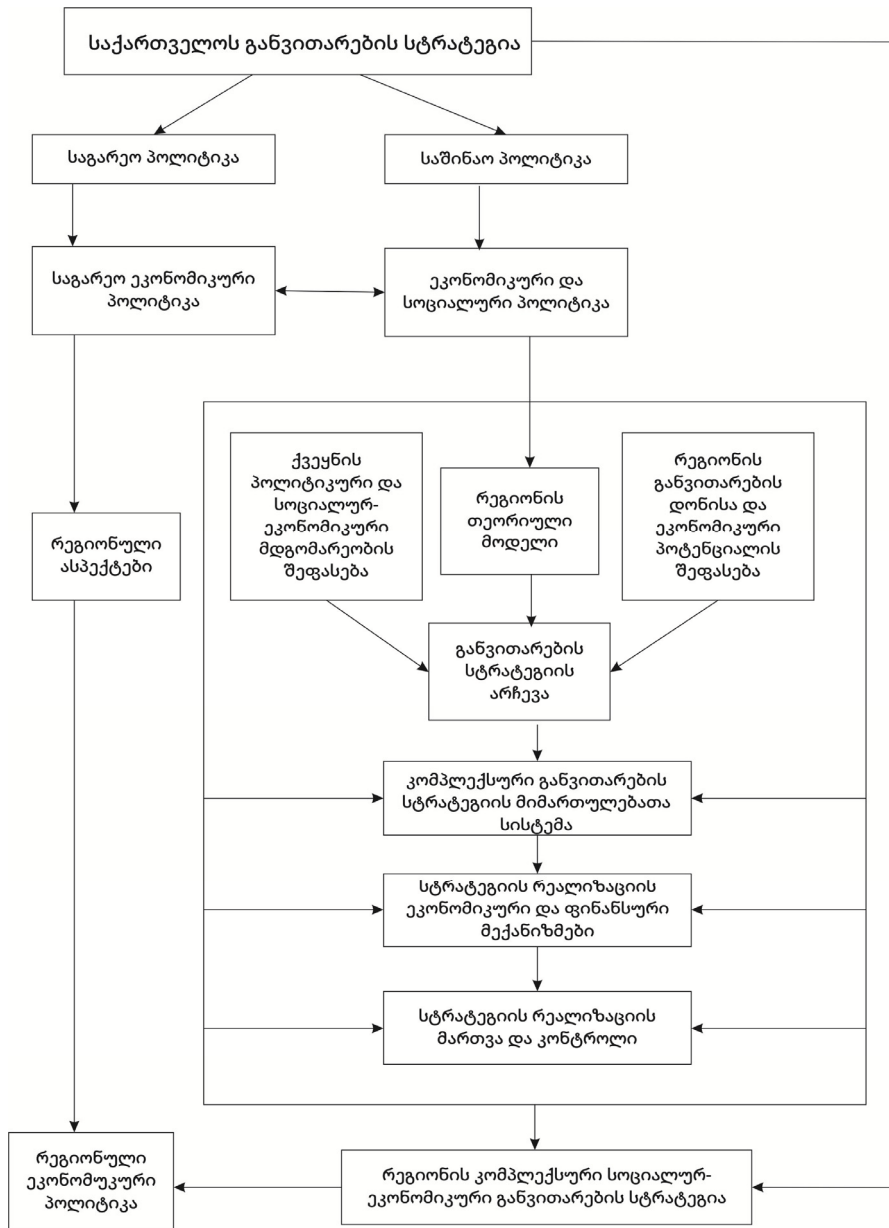 საქართველოს განვითარების სტრატეგია
საგარეო პოლიტიკა
საშინაო პოლიტიკა
საგარეო ეკონომიკური
პოლიტიკა
ეკონომიკური და
სოციალური პოლიტიკა
ქვეყნის
პოლიტიკური და
სოციალურ-
ეკონომიკური
მდგომარეობის
შეფასება
რეგიონის
თეორიული
მოდელი
რეგიონის
განვითარების
დონისა და
ეკონომიკური
პოტენციალის
შეფასება
რეგიონული
ასპექტები
განვითარების
სტრატეგიის
არჩევა
კომპლექსური განვითარების
სტრატეგიის მიმართულებათა
სისტემა
სტრატეგიის რეალიზაციის
ეკონომიკური და ფინანსური
მექანიზმები
სტრატეგიის რეალიზაციის
მართვა და კონტროლი
რეგიონული
ეკონომუკური
პოლიტიკა
რეგიონის კომპლექსური სოციალურ-
ეკონომიკური განვითარების სტრატეგია